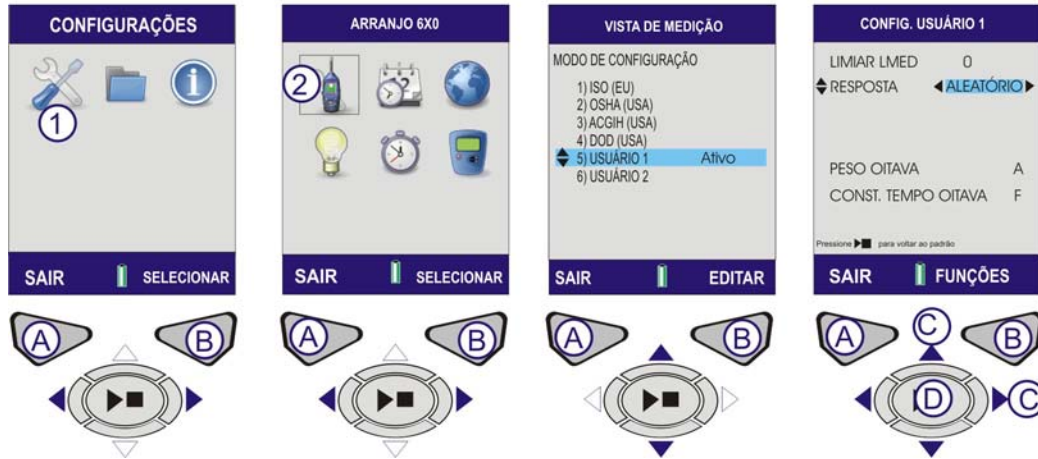 CONFIGURAÇÕES
1
SAIR SELECIONAR
A B
ARRANJO 6X0
2
SAIR SELECIONAR
A B
VISTA DE MEDIÇÃO
MODO DE CONFIGURAÇÃO
1) ISO (EU)
2) OSHA (USA)
3) ACGIH (USA)
4) DOD (USA)
5) USUÁRIO 1 Ativo
6) USUÁRIO 2
SAIR EDITAR
A B
CONFIG. USUÁRIO 1
LIMIAR LMED 0
RESPOSTA ALEATÓRIO
PESO OITAVA A
CONST. TEMPO OITAVA F
Pressione para voltar ao padrão
SAIR FUNÇÕES
A C B
D C